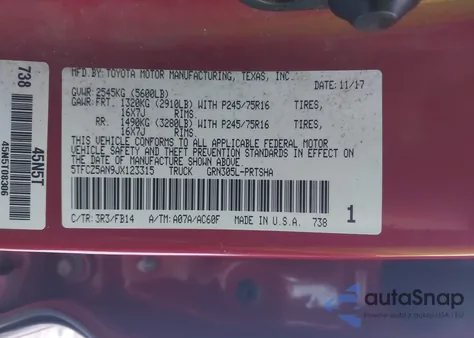 MFD. BY: TOYOTA MOTOR MANUFACTURING, TEXAS, INC.
DATE: 11/17
GVWR 2545KG (5600LB)
GAWR FRT. 1320KG (2910LB) WITH P245/75R16 TIRES,
16X7J RIMS.
RR. 1490KG (3280LB) WITH P245/75R16 TIRES,
16X7J RIMS.
THIS VEHICLE CONFORMS TO ALL APPLICABLE FEDERAL MOTOR
VEHICLE SAFETY AND THEFT PREVENTION STANDARDS IN EFFECT
ON THE DATE OF MANUFACTURE SHOWN ABOVE.
5TFCZ5AN9JX123315 TRUCK GRN305L-PRTSHA
C/TR: 3R3/FB14 A/TM: A07A/AC60F MADE IN U.S.A. 738
1
738
45N5T
45N5T08306
autoSnap